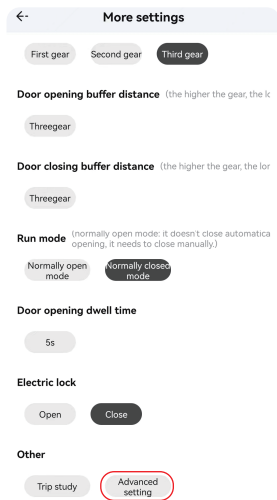 More settings
First gear Second gear Third gear
Door opening buffer distance (the higher the gear, the lo
Threegear
Door closing buffer distance (the higher the gear, the lor
Threegear
Run mode (normally open mode: it doesn't close automatica
opening, it needs to close manually.)
Normally open mode Normally closed mode
Door opening dwell time
5s
Electric lock
Open Close
Other
Trip study Advanced setting